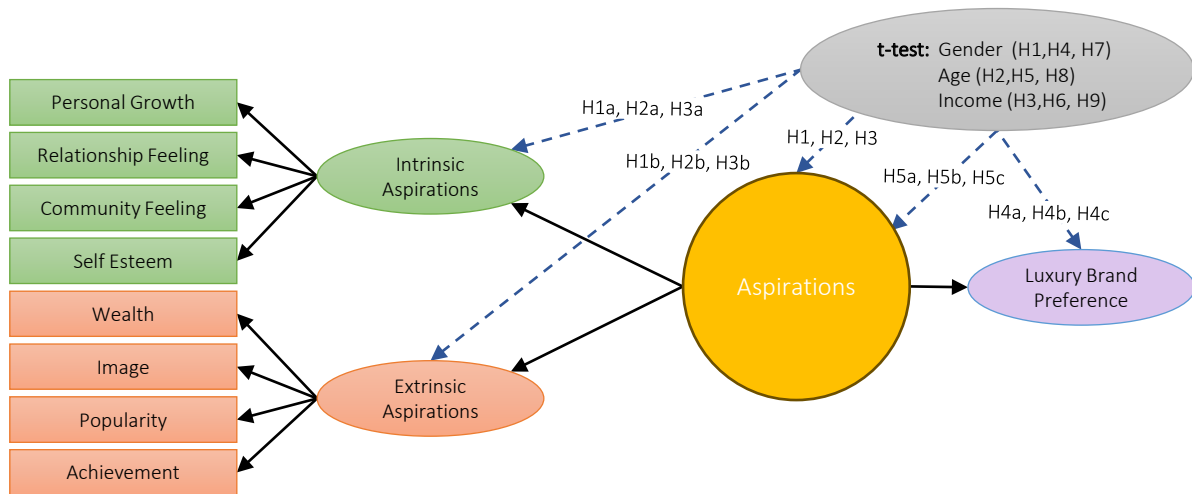 t-test: Gender (H1,H4, H7)
Age (H2,H5, H8)
Income (H3,H6, H9)
Personal Growth
Relationship Feeling
Community Feeling
Self Esteem
Wealth
Image
Popularity
Achievement
Intrinsic
Aspirations
Extrinsic
Aspirations
H1a, H2a, H3a
H1b, H2b, H3b
H1, H2, H3
H5a, H5b, H5c
H4a, H4b, H4c
Aspirations
Luxury Brand
Preference